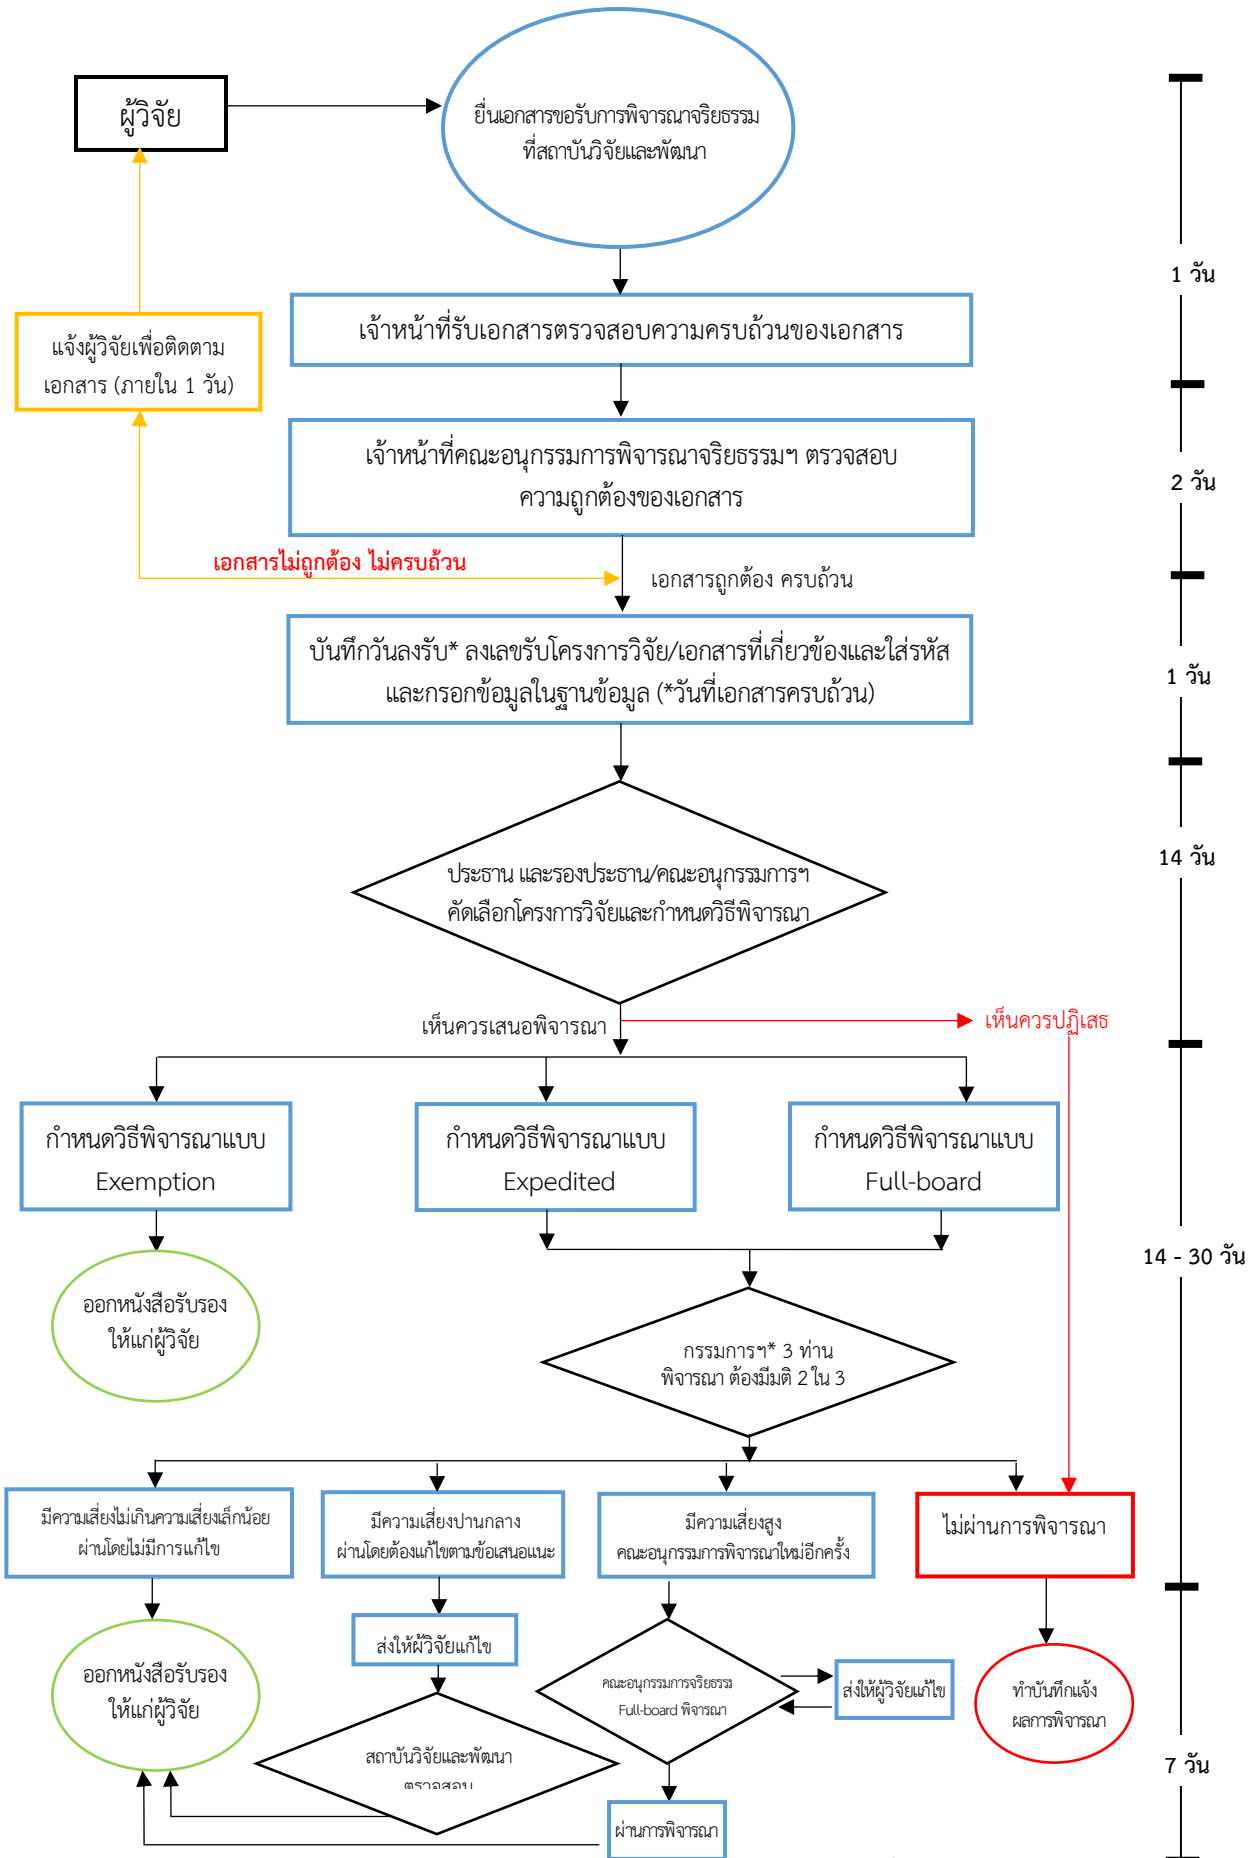 ผู้วิจัย
ยื่นเอกสารขอรับการพิจารณาจริยธรรม
ที่สถาบันวิจัยและพัฒนา
1 วัน
เจ้าหน้าที่รับเอกสารตรวจสอบความครบถ้วนของเอกสาร
แจ้งผู้วิจัยเพื่อติดตาม
เอกสาร (ภายใน 1 วัน)
เจ้าหน้าที่คณะอนุกรรมการพิจารณาจริยธรรมฯ ตรวจสอบ
ความถูกต้องของเอกสาร
2 วัน
เอกสารไม่ถูกต้อง ไม่ครบถ้วน
เอกสารถูกต้อง ครบถ้วน
บันทึกวันลงรับ* ลงเลขรับโครงการวิจัย/เอกสารที่เกี่ยวข้องและใส่รหัส
และกรอกข้อมูลในฐานข้อมูล (*วันที่เอกสารครบถ้วน)
1 วัน
ประธาน และรองประธาน/คณะอนุกรรมการฯ
คัดเลือกโครงการวิจัยและกำหนดวิธีพิจารณา
14 วัน
เห็นควรเสนอพิจารณา
เห็นควรปฏิเสธ
กำหนดวิธีพิจารณาแบบ
Exemption
กำหนดวิธีพิจารณาแบบ
Expedited
กำหนดวิธีพิจารณาแบบ
Full-board
14 - 30 วัน
ออกหนังสือรับรอง
ให้แก่ผู้วิจัย
กรรมการฯ* 3 ท่าน
พิจารณา ต้องมีมติ 2 ใน 3
มีความเสี่ยงไม่เกินความเสี่ยงเล็กน้อย
ผ่านโดยไม่มีการแก้ไข
มีความเสี่ยงปานกลาง
ผ่านโดยต้องแก้ไขตามข้อเสนอแนะ
มีความเสี่ยงสูง
คณะอนุกรรมการพิจารณาใหม่อีกครั้ง
ไม่ผ่านการพิจารณา
ออกหนังสือรับรอง
ให้แก่ผู้วิจัย
ส่งให้ผู้วิจัยแก้ไข
คณะอนุกรรมการจริยธรรม
Full-board พิจารณา
ส่งให้ผู้วิจัยแก้ไข
ทำบันทึกแจ้ง
ผลการพิจารณา
สถาบันวิจัยและพัฒนา
ตรวจสอบ
7 วัน
ผ่านการพิจารณา